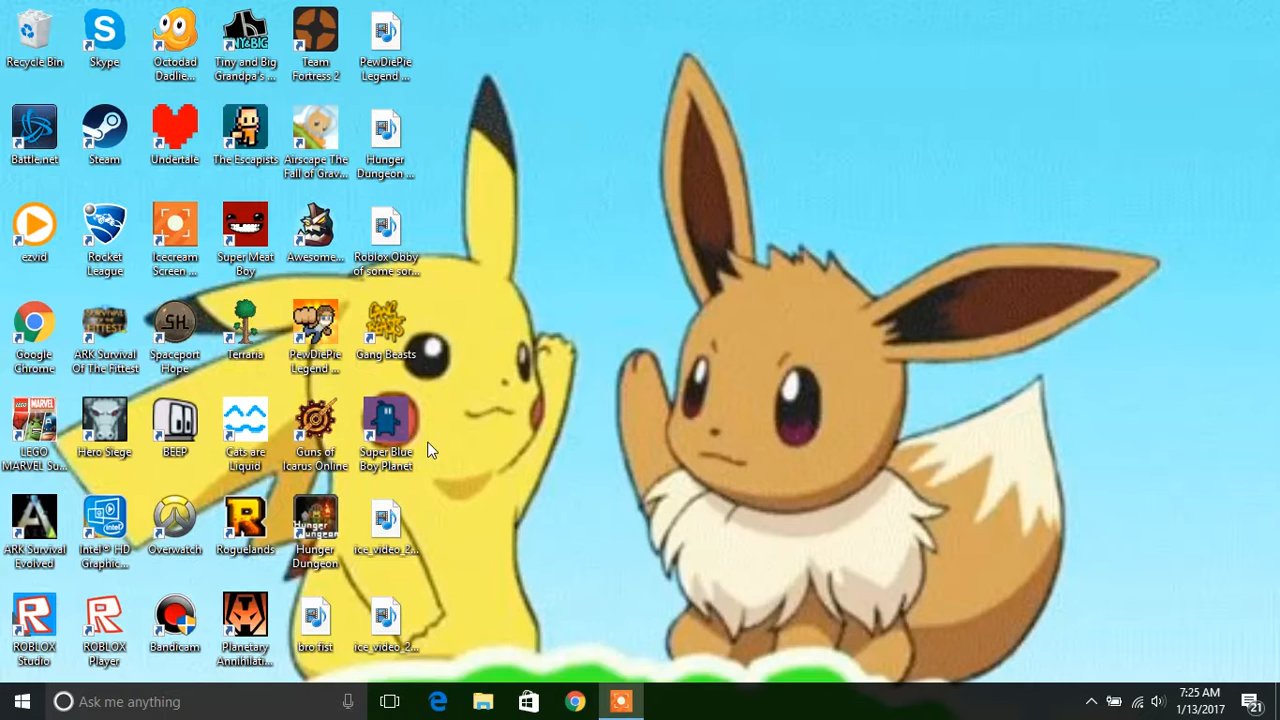 Recycle Bin
Skype
Octodad
Dadlie...
Tiny and Big
Grandpa's ...
Team
Fortress 2
PewDiePie
Legend ...
Battle.net
Steam
Undertale
The Escapists
Airscape The
Fall of Grav...
Hunger
Dungeon ...
ezvid
Rocket
League
Icecream
Screen ...
Super Meat
Boy
Awesome...
Roblox Obby
of some sor...
Google
Chrome
ARK Survival
Of The Fittest
Spaceport
Hope
Terraria
PewDiePie
Legend ...
Gang Beasts
LEGO
MARVEL Su...
Hero Siege
BEEP
Cats are
Liquid
Guns of
Icarus Online
Super Blue
Boy Planet
ARK Survival
Evolved
Intel® HD
Graphic...
Overwatch
Roguelands
Hunger
Dungeon
ice_video_2...
ROBLOX
Studio
ROBLOX
Player
Bandicam
Planetary
Annihilati...
bro fist
ice_video_2...
Ask me anything
7:25 AM
1/13/2017
21